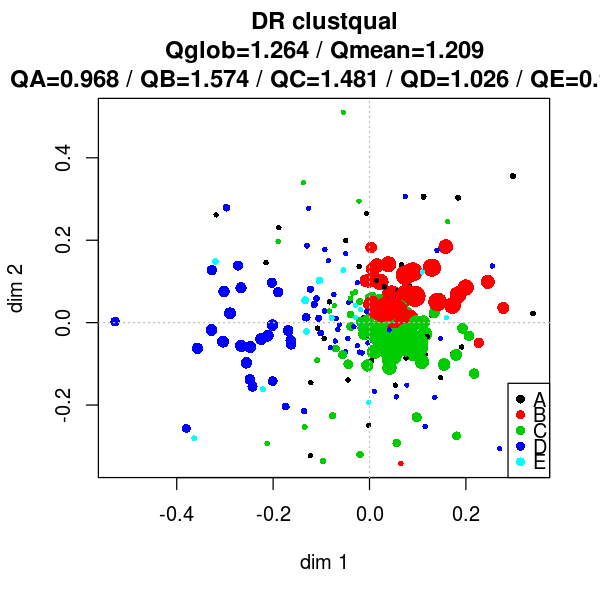 DR clustqual
Qglob=1.264 / Qmean=1.209
QA=0.968 / QB=1.574 / QC=1.481 / QD=1.026 / QE=0.
dim 2
0.4
0.2
0.0
-0.2
A
B
C
D
E
-0.4 -0.2 0.0 0.2
dim 1